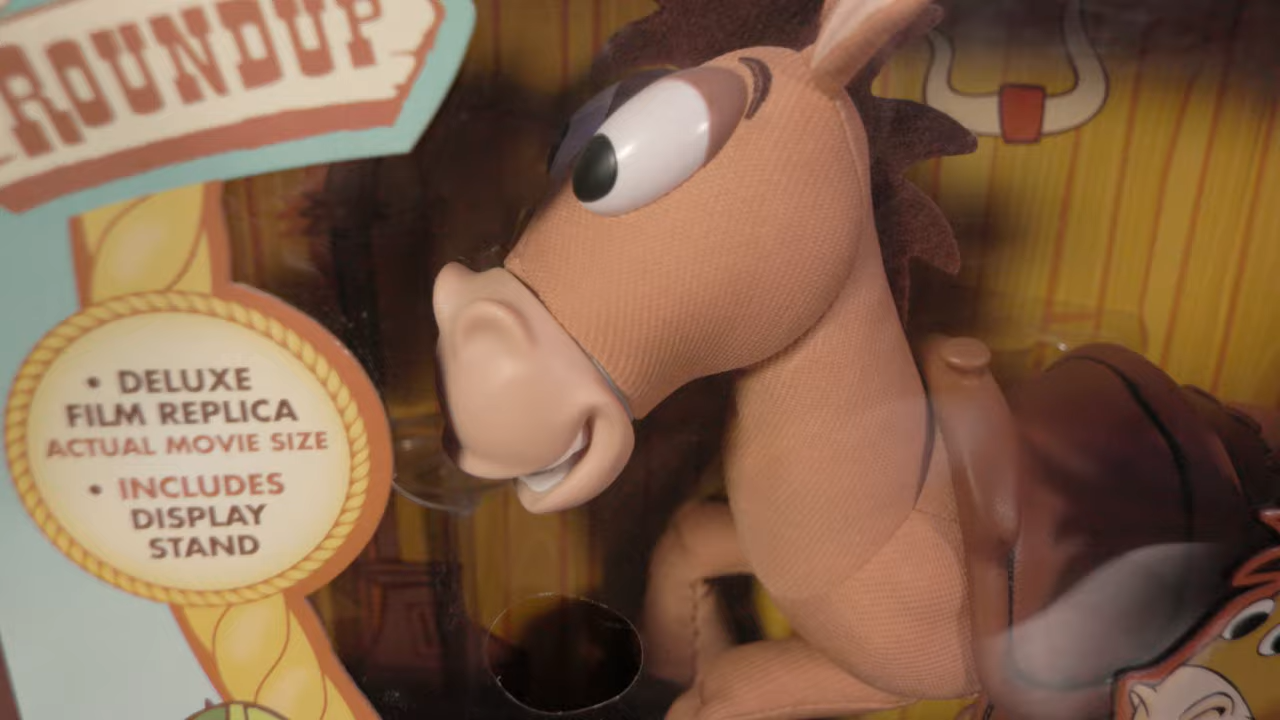 ROUNDUP
• DELUXE
FILM REPLICA
ACTUAL MOVIE SIZE
• INCLUDES
DISPLAY
STAND